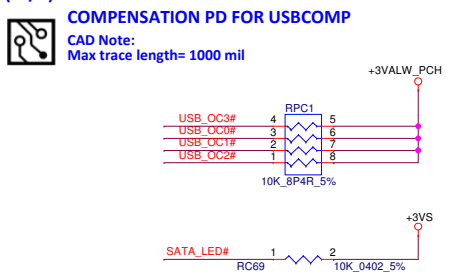 COMPENSATION PD FOR USBCOMP
CAD Note:
Max trace length= 1000 mil
+3VALW_PCH
RPC1
USB_OC3# 4 5
USB_OC0# 3 6
USB_OC1# 2 7
USB_OC2# 1 8
10K_8P4R_5%
+3VS
SATA_LED# 1 2
RC69 10K_0402_5%